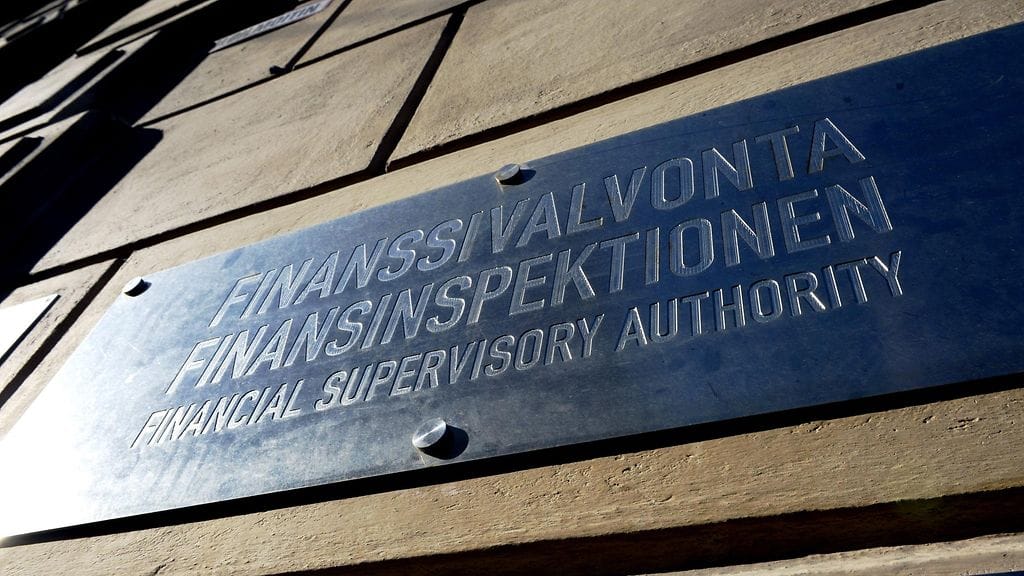 FINANSSIVALVONTA
FINANSINSPEKTIONEN
FINANCIAL SUPERVISORY AUTHORITY